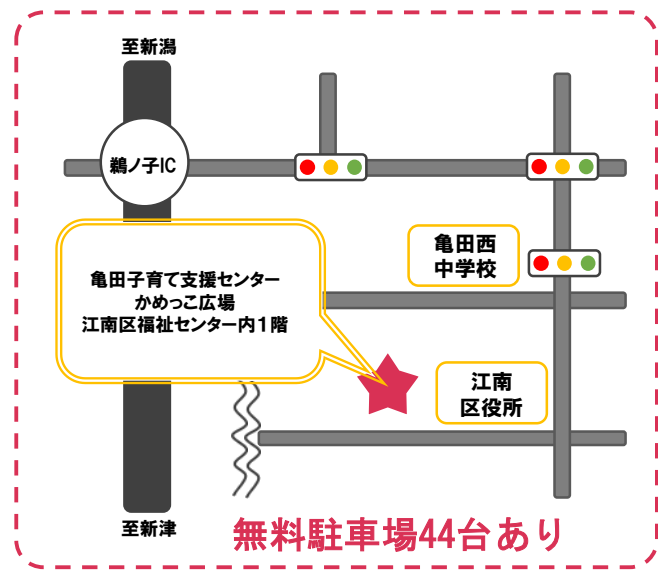 至新潟
鵜ノ子IC
亀田西
中学校
亀田子育て支援センター
かめっこ広場
江南区福祉センター内1階
江南
区役所
至新津
無料駐車場44台あり